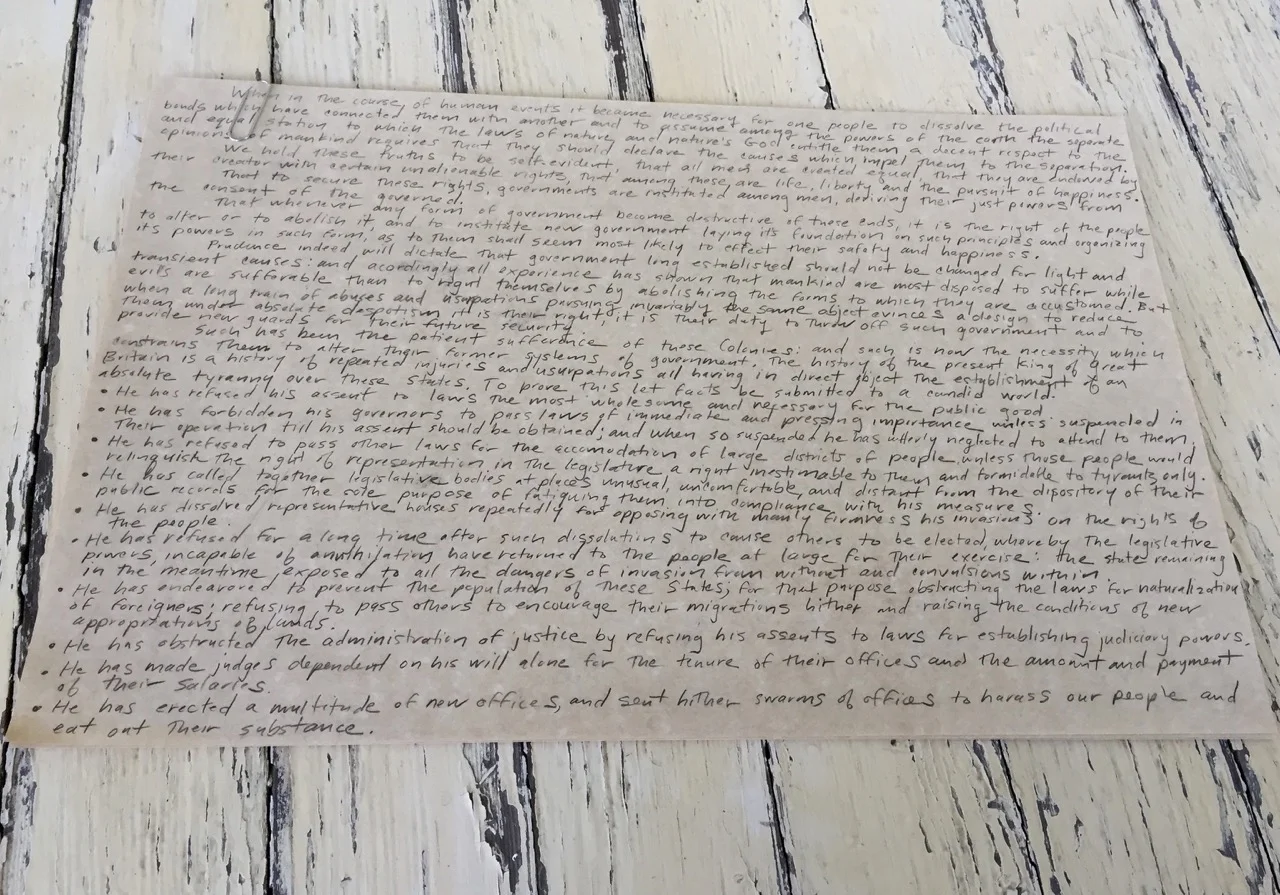 When in the course of human events it became necessary for one people to dissolve the political
bonds which have connected them with another and to assume among the powers of the earth the separate
and equal station to which the laws of nature, and nature's God entitle them a decent respect to the
opinions of mankind requires that they should declare the causes which impel them to the separation.
We hold these truths to be self-evident that all men are created equal, that they are endowed by
their creator with certain unalienable rights, that among these, are life, liberty and the pursuit of happiness.
That to secure these rights, governments are instituted among men, deriving their just powers from
the consent of the governed.
That whenever any form of government become destructive of these ends, it is the right of the people
to alter or to abolish it, and to institute new government laying its foundation on such principles and organizing
its powers in such form, as to them shall seem most likely to effect their safety and happiness.
Prudence indeed will dictate that government long established should not be changed for light and
transient causes: and acordingly all experience has shown that mankind are most disposed to suffer while
evils are sufferable than to right themselves by abolishing the forms to which they are accustomed. But
when a long train of abuses and usurpations pursuing invariably the same object evinces a design to reduce
them under absolute despotism it is their right, it is their duty to throw off such government and to
provide new guards for their future security.
Such has been the patient sufferance of these Colonies: and such is now the necessity which
constrains them to alter their former systems of government. The history of the present King of Great
Britain is a history of repeated injuries and usurpations all having in direct object the establishment of an
absolute tyranny over these States. To prove this let facts be submitted to a candid world.
• He has refused his assent to laws the most wholesome and necessary for the public good.
• He has forbidden his governors to pass laws of immediate and pressing importance unless suspended in
their operation till his assent should be obtained; and when so suspended he has utterly neglected to attend to them.
• He has refused to pass other laws for the accomodation of large districts of people, unless those people would
relinquish the right of representation in the legislature a right inestimable to them and formidable to tyrants only.
• He has called together legislative bodies at places unusual, uncomfortable, and distant from the dipository of their
public records for the sole purpose of fatiguing them into compliance with his measures.
• He has dissolved representative houses repeatedly for opposing with manly firmness his invasions on the rights of
the people.
• He has refused for a long time after such dissolutions to cause others to be elected, whereby the legislative
powers, incapable of annihilation have returned to the people at large for their exercise: the state remaining
in the meantime exposed to all the dangers of invasion from without and convulsions within.
• He has endeavored to prevent the population of these States; for that purpose obstructing the laws for naturalization
of foreigners; refusing to pass others to encourage their migrations hither and raising the conditions of new
appropriations of lands.
• He has obstructed the administration of justice by refusing his assents to laws for establishing judiciary powers.
• He has made judges dependent on his will alone for the tenure of their offices and the amount and payment
of their salaries.
• He has erected a multitude of new offices, and sent hither swarms of offices to harass our people and
eat out their substance.